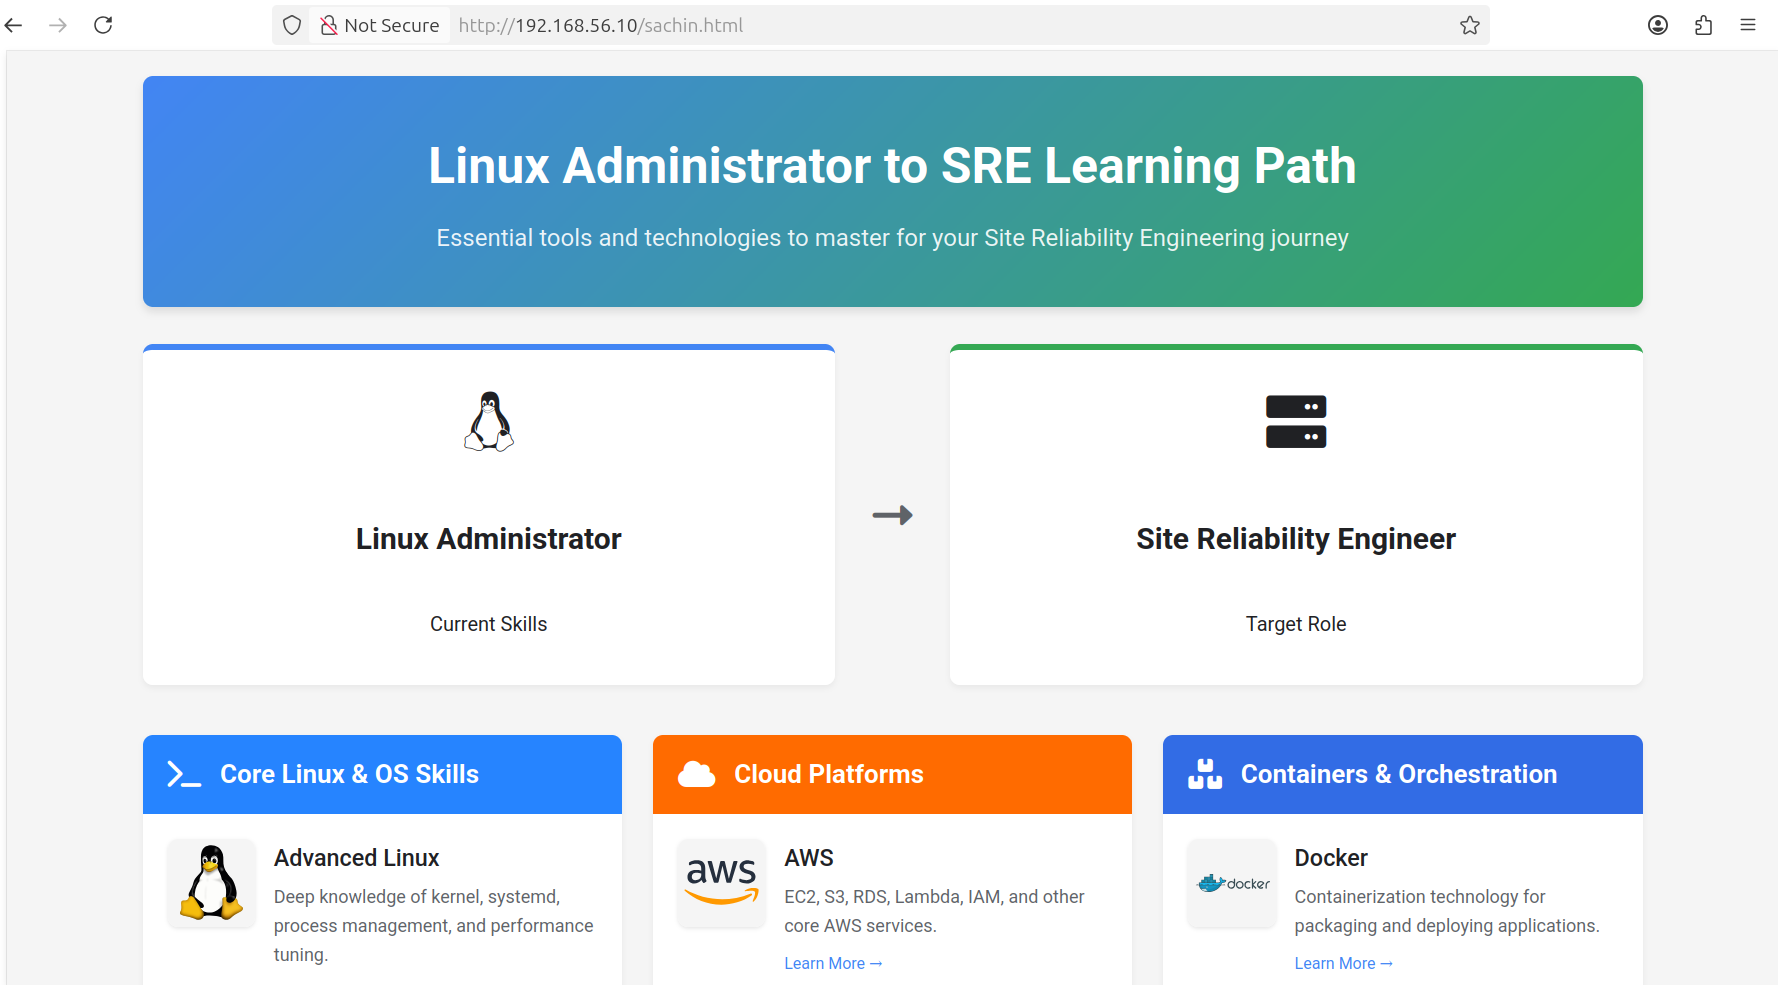 Not Secure http://192.168.56.10/sachin.html
Linux Administrator to SRE Learning Path
Essential tools and technologies to master for your Site Reliability Engineering journey
Linux Administrator
Current Skills
Site Reliability Engineer
Target Role
Core Linux & OS Skills
Advanced Linux
Deep knowledge of kernel, systemd,
process management, and performance
tuning.
Cloud Platforms
aws
AWS
EC2, S3, RDS, Lambda, IAM, and other
core AWS services.
Learn More →
Containers & Orchestration
docker
Docker
Containerization technology for
packaging and deploying applications.
Learn More →